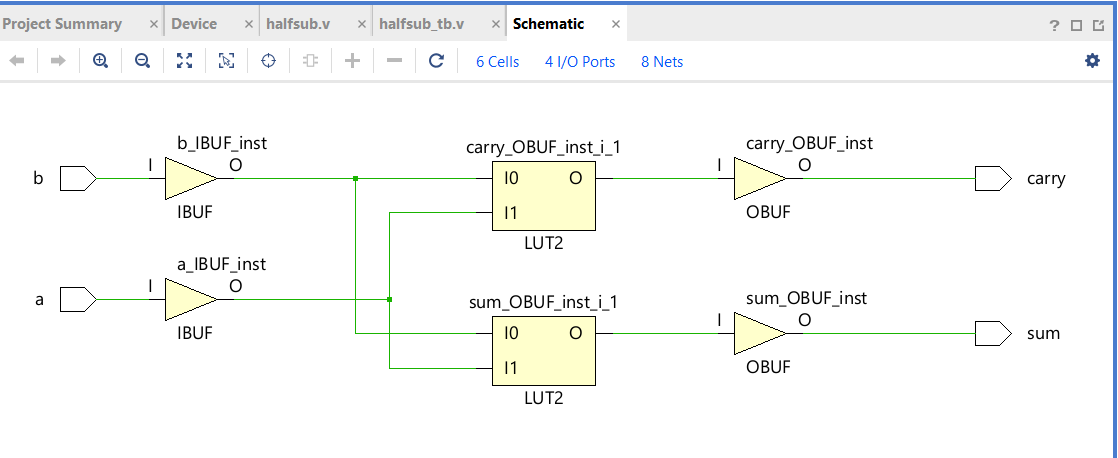 Project Summary × Device × halfsub.v × halfsub_tb.v × Schematic × ?
6 Cells 4 I/O Ports 8 Nets
b_IBUF_inst carry_OBUF_inst_i_1 carry_OBUF_inst
b I O I0 O I O carry
IBUF I1 OBUF
LUT2
a_IBUF_inst
a I O
sum_OBUF_inst_i_1 sum_OBUF_inst
IBUF I0 O I O sum
I1 OBUF
LUT2